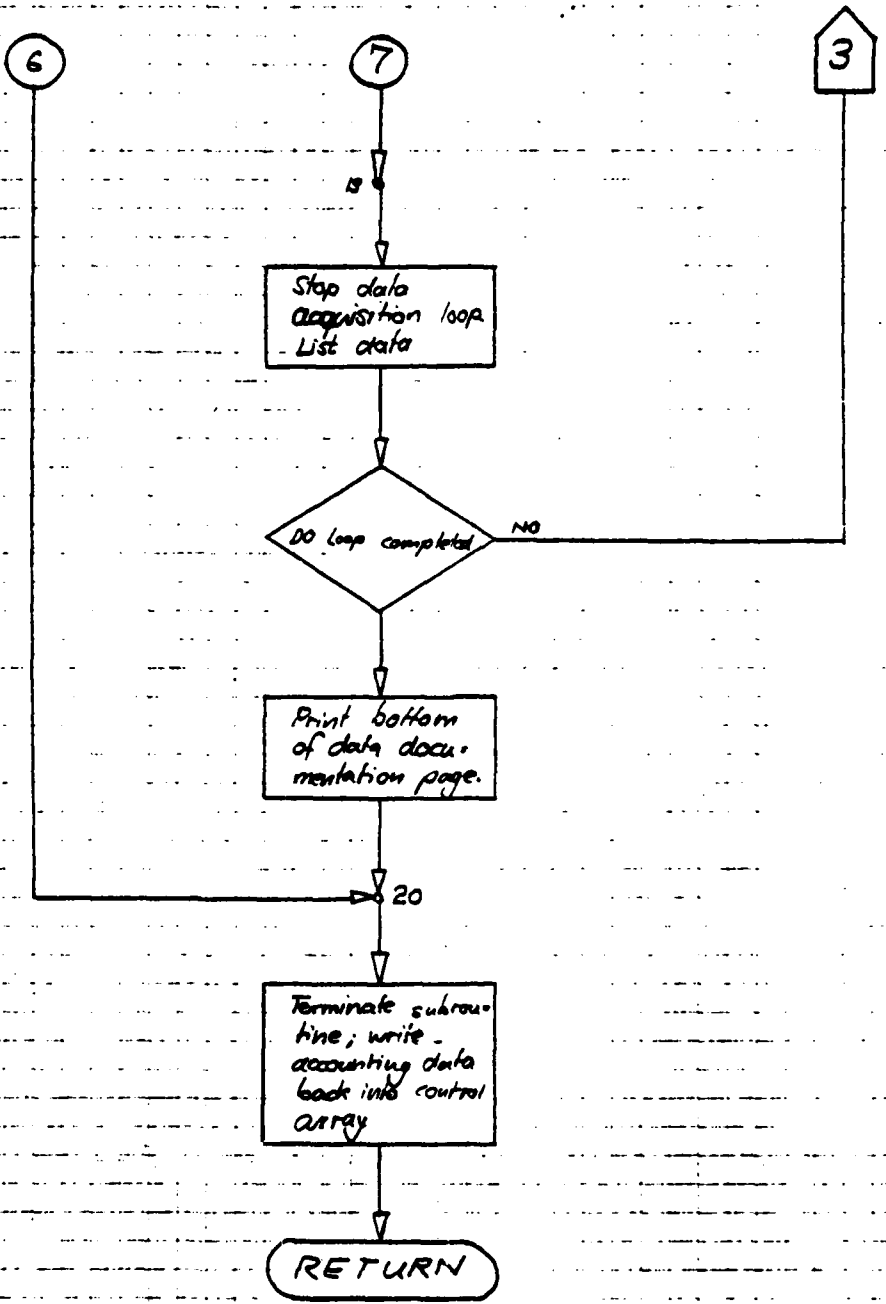 6
7
3
Stop data
acquisition loop
List data
DO loop completed
NO
Print bottom
of data docu-
mentation page.
20
Terminate subrou-
tine; write
accounting data
back into control
array
RETURN